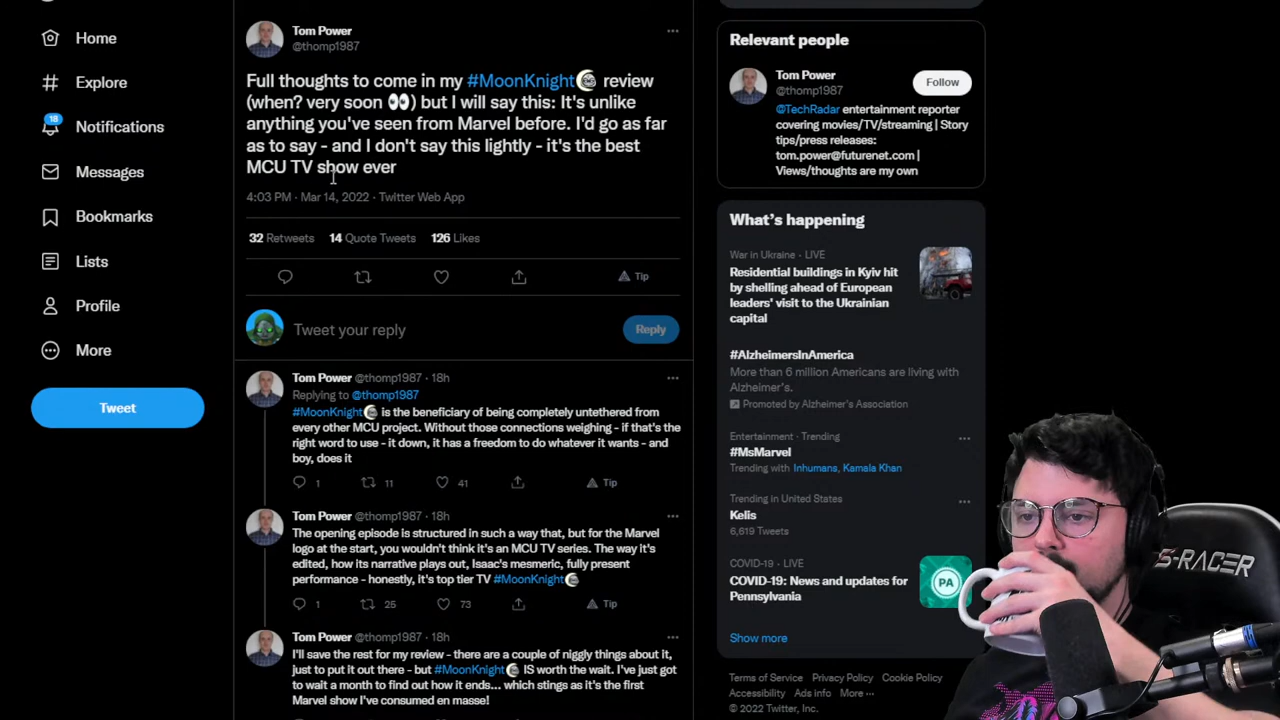 Home
Explore
18
Notifications
Messages
Bookmarks
Lists
Profile
More
Tweet
Tom Power
@thomp1987
Full thoughts to come in my #MoonKnight review
(when? very soon 👀) but I will say this: It's unlike
anything you've seen from Marvel before. I'd go as far
as to say - and I don't say this lightly - it's the best
MCU TV show ever
4:03 PM · Mar 14, 2022 · Twitter Web App
32 Retweets 14 Quote Tweets 126 Likes
Tip
Tweet your reply
Reply
Tom Power @thomp1987 · 18h
Replying to @thomp1987
#MoonKnight is the beneficiary of being completely untethered from
every other MCU project. Without those connections weighing - if that's the
right word to use - it down, it has a freedom to do whatever it wants - and
boy, does it
1 11 41 Tip
Tom Power @thomp1987 · 18h
The opening episode is structured in such a way that, but for the Marvel
logo at the start, you wouldn't think it's an MCU TV series. The way it's
edited, how its narrative plays out, Isaac's mesmeric, fully present
performance - honestly, it's top tier TV #MoonKnight
1 25 73 Tip
Tom Power @thomp1987 · 18h
I'll save the rest for my review - there are a couple of niggly things about it,
just to put it out there - but #MoonKnight IS worth the wait. I've just got
to wait a month to find out how it ends... which stings as it's the first
Marvel show I've consumed en masse!
Relevant people
Tom Power
@thomp1987
Follow
@TechRadar entertainment reporter
covering movies/TV/streaming | Story
tips/press releases:
tom.power@futurenet.com |
Views/thoughts are my own
What's happening
War in Ukraine · LIVE
Residential buildings in Kyiv hit
by shelling ahead of European
leaders' visit to the Ukrainian
capital
#AlzheimersInAmerica
More than 6 million Americans are living with
Alzheimer's.
Promoted by Alzheimer's Association
Entertainment · Trending
#MsMarvel
Trending with Inhumans, Kamala Khan
Trending in United States
Kelis
6,619 Tweets
COVID-19 · LIVE
COVID-19: News and updates for
Pennsylvania
PA
Show more
Terms of Service Privacy Policy Cookie Policy
Accessibility Ads info More ···
© 2022 Twitter, Inc.
S-RACER